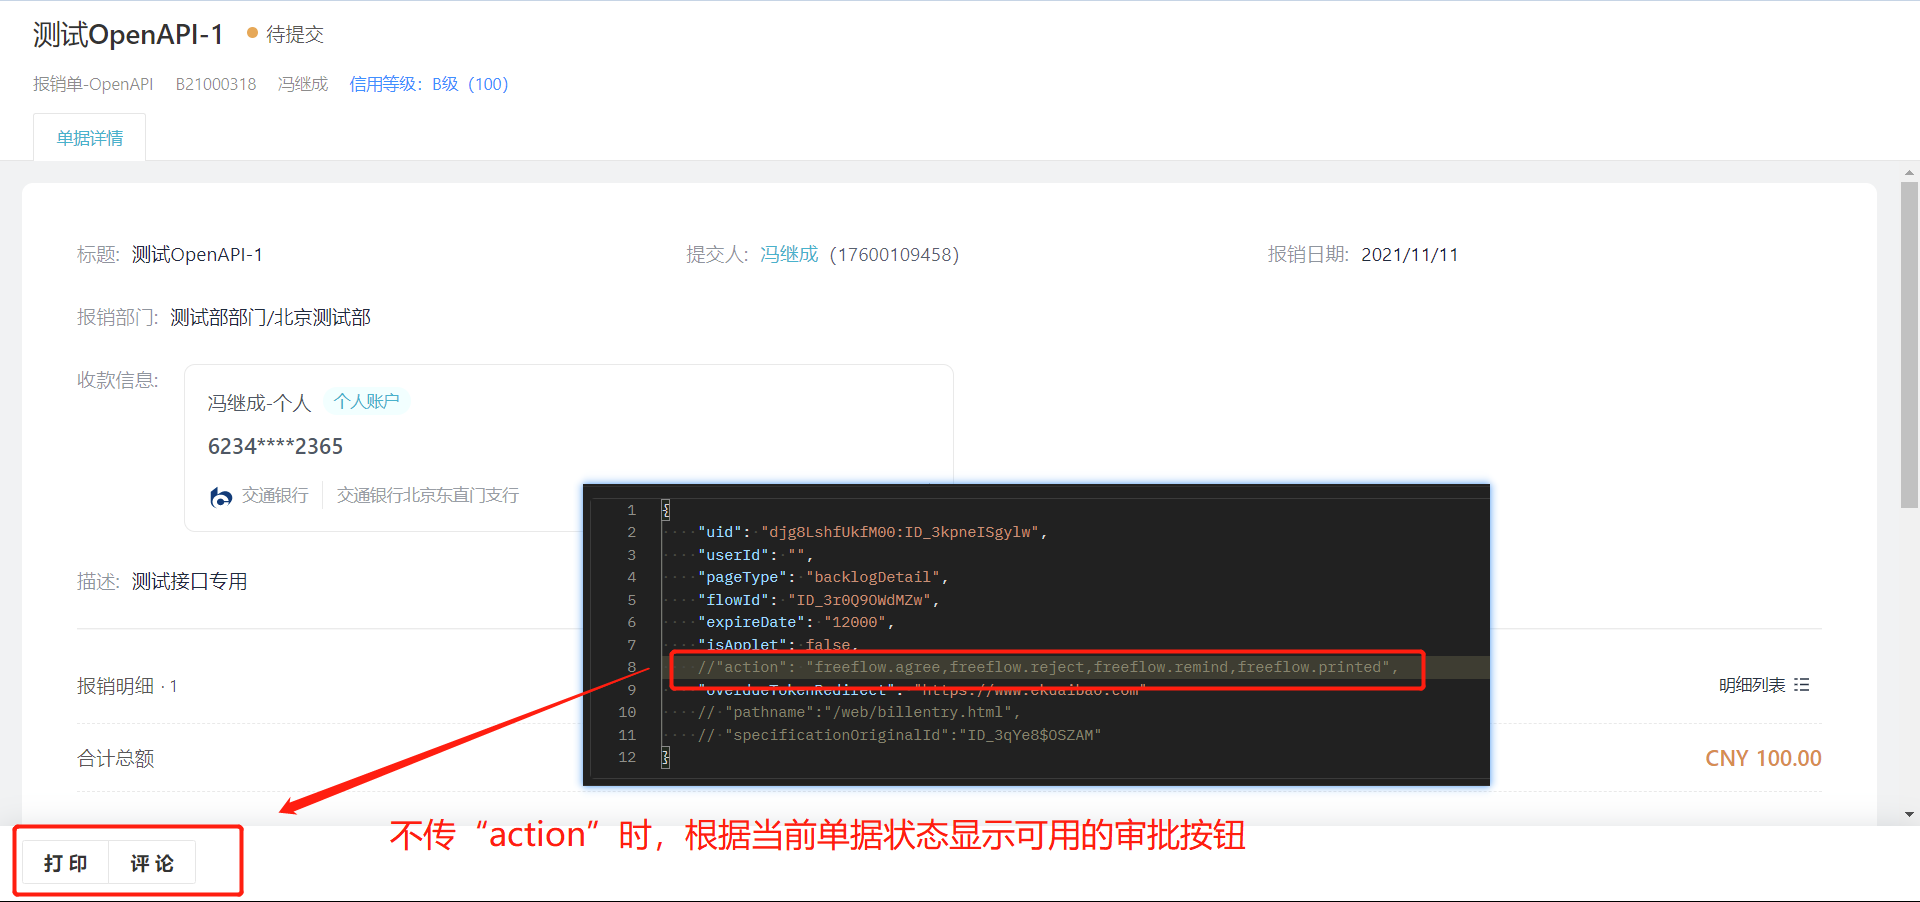 测试OpenAPI-1 待提交
报销单-OpenAPI B21000318 冯继成 信用等级：B级（100）
单据详情
标题: 测试OpenAPI-1 提交人: 冯继成 (17600109458) 报销日期: 2021/11/11
报销部门: 测试部部门/北京测试部
收款信息:
冯继成-个人 个人账户
6234****2365
交通银行 交通银行北京东直门支行
描述: 测试接口专用
报销明细 · 1 明细列表
合计总额 CNY 100.00
1 {
2 "uid": "djg8LshfUkfM00:ID_3kpneISgylw",
3 "userId": "",
4 "pageType": "backlogDetail",
5 "flowId": "ID_3r0Q9OWdMZw",
6 "expireDate": "12000",
7 "isApplet": false,
8 //"action": "freeflow.agree,freeflow.reject,freeflow.remind,freeflow.printed",
9 "overdueTokenRedirect": "https://www.ekuaibao.com"
10 // "pathname":"/web/billentry.html",
11 // "specificationOriginalId":"ID_3qYe8$OSZAM"
12 }
不传“action”时，根据当前单据状态显示可用的审批按钮
打印 评论